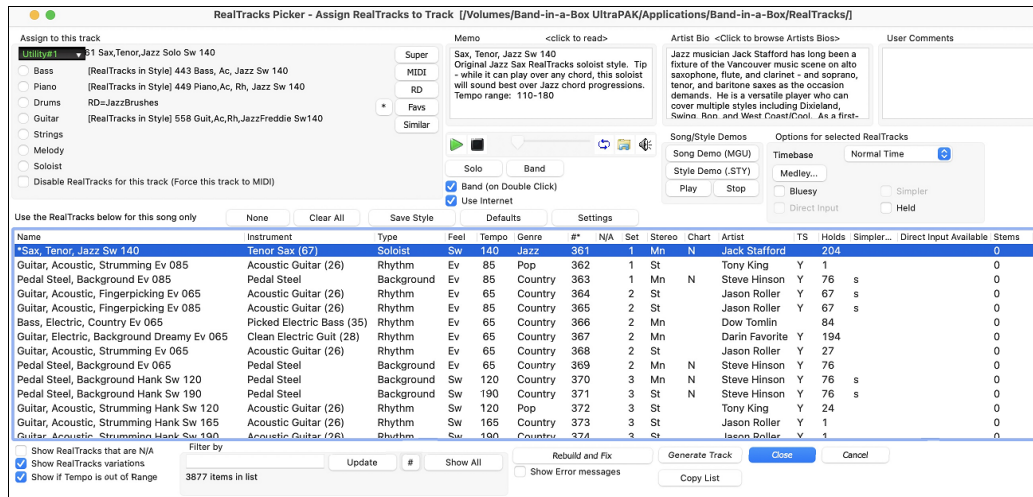 RealTracks Picker - Assign RealTracks to Track [/Volumes/Band-in-a-Box UltraPAK/Applications/Band-in-a-Box/RealTracks/]
Assign to this track
Utility#1 61 Sax,Tenor,Jazz Solo Sw 140
Bass [RealTracks in Style] 443 Bass, Ac, Jazz Sw 140
Piano [RealTracks in Style] 449 Piano,Ac, Rh, Jazz Sw 140
Drums RD=JazzBrushes
Guitar [RealTracks in Style] 558 Guit,Ac,Rh,JazzFreddie Sw140
Strings
Melody
Soloist
Disable RealTracks for this track (Force this track to MIDI)
Super
MIDI
RD
* Favs
Similar
Memo <click to read>
Sax, Tenor, Jazz Sw 140
Original Jazz Sax RealTracks soloist style. Tip
- while it can play over any chord, this soloist
will sound best over Jazz chord progressions.
Tempo range: 110-180
Solo Band
Band (on Double Click)
Use Internet
Artist Bio <Click to browse Artists Bios>
Jazz musician Jack Stafford has long been a
fixture of the Vancouver music scene on alto
saxophone, flute, and clarinet - and soprano,
tenor, and baritone saxes as the occasion
demands. He is a versatile player who can
cover multiple styles including Dixieland,
Swing, Bop, and West Coast/Cool. As a first-
User Comments
Song/Style Demos
Song Demo (MGU)
Style Demo (.STY)
Play Stop
Options for selected RealTracks
Timebase Normal Time
Medley...
Bluesy Simpler
Direct Input Held
Use the RealTracks below for this song only None Clear All Save Style Defaults Settings
Name Instrument Type Feel Tempo Genre #* N/A Set Stereo Chart Artist TS Holds Simpler... Direct Input Available Stems
*Sax, Tenor, Jazz Sw 140 Tenor Sax (67) Soloist Sw 140 Jazz 361 1 Mn N Jack Stafford 204 0
Guitar, Acoustic, Strumming Ev 085 Acoustic Guitar (26) Rhythm Ev 85 Pop 362 1 St Tony King Y 1 0
Pedal Steel, Background Ev 085 Pedal Steel Background Ev 85 Country 363 1 Mn N Steve Hinson Y 76 s 0
Guitar, Acoustic, Fingerpicking Ev 065 Acoustic Guitar (26) Rhythm Ev 65 Country 364 2 St Jason Roller Y 67 s 0
Guitar, Acoustic, Fingerpicking Ev 085 Acoustic Guitar (26) Rhythm Ev 85 Country 365 2 St Jason Roller Y 67 s 0
Bass, Electric, Country Ev 065 Picked Electric Bass (35) Rhythm Ev 65 Country 366 2 Mn Dow Tomlin 84 0
Guitar, Electric, Background Dreamy Ev 065 Clean Electric Guit (28) Rhythm Ev 65 Country 367 2 Mn Darin Favorite Y 194 0
Guitar, Acoustic, Strumming Ev 065 Acoustic Guitar (26) Rhythm Ev 65 Country 368 2 St Jason Roller Y 27 0
Pedal Steel, Background Ev 065 Pedal Steel Background Ev 65 Country 369 2 Mn N Steve Hinson Y 76 0
Pedal Steel, Background Hank Sw 120 Pedal Steel Background Sw 120 Country 370 3 Mn N Steve Hinson Y 76 s 0
Pedal Steel, Background Hank Sw 190 Pedal Steel Background Sw 190 Country 371 3 St N Steve Hinson Y 76 s 0
Guitar, Acoustic, Strumming Hank Sw 120 Acoustic Guitar (26) Rhythm Sw 120 Pop 372 3 St Tony King Y 24 0
Guitar, Acoustic, Strumming Hank Sw 165 Acoustic Guitar (26) Rhythm Sw 165 Country 373 3 St Jason Roller Y 1 0
Guitar, Acoustic, Strumming Hank Sw 190 Acoustic Guitar (26) Rhythm Sw 190 Country 374 3 St Jason Roller Y 1 0
Show RealTracks that are N/A
Show RealTracks variations
Show if Tempo is out of Range
Filter by
Update # Show All
3877 items in list
Rebuild and Fix Generate Track Close Cancel
Show Error messages Copy List